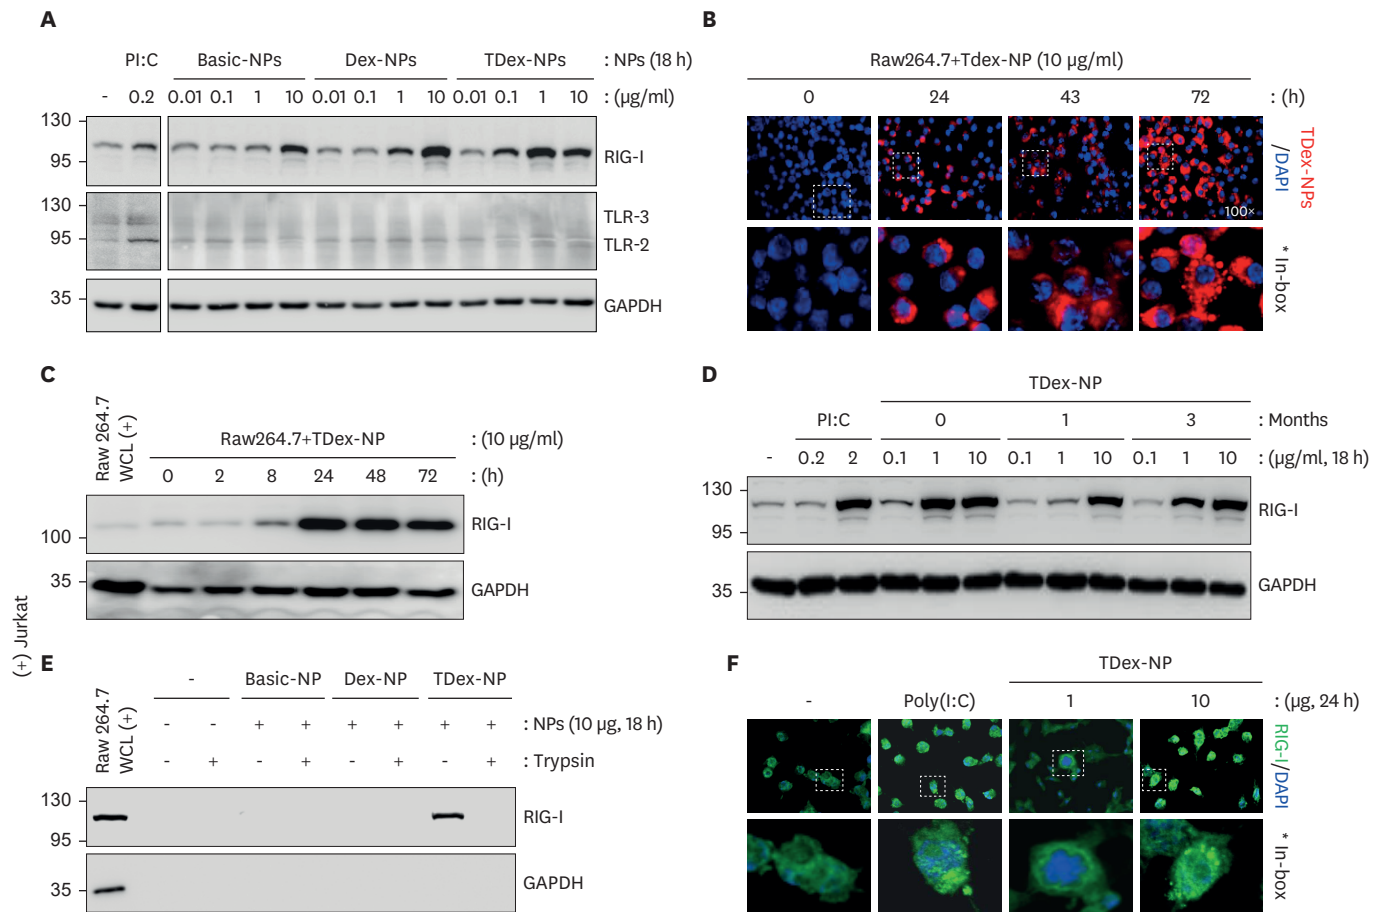 A
PI:C Basic-NPs Dex-NPs TDex-NPs : NPs (18 h)
- 0.2 0.01 0.1 1 10 0.01 0.1 1 10 0.01 0.1 1 10 : (µg/ml)
130
95
RIG-I
130
95
TLR-3
TLR-2
35
GAPDH
B
Raw264.7+Tdex-NP (10 µg/ml)
0 24 43 72 : (h)
TDex-NPs
/DAPI
100×
* In-box
C
Raw 264.7
WCL (+)
Raw264.7+TDex-NP : (10 µg/ml)
0 2 8 24 48 72 : (h)
100
RIG-I
35
GAPDH
D
TDex-NP
PI:C 0 1 3 : Months
- 0.2 2 0.1 1 10 0.1 1 10 0.1 1 10 : (µg/ml, 18 h)
130
95
RIG-I
35
GAPDH
(+) Jurkat
E
Raw 264.7
WCL (+)
- Basic-NP Dex-NP TDex-NP
- - + + + + + + : NPs (10 µg, 18 h)
- + - + - + - + : Trypsin
130
95
RIG-I
35
GAPDH
F
TDex-NP
- Poly(I:C) 1 10 : (µg, 24 h)
RIG-I/DAPI
* In-box